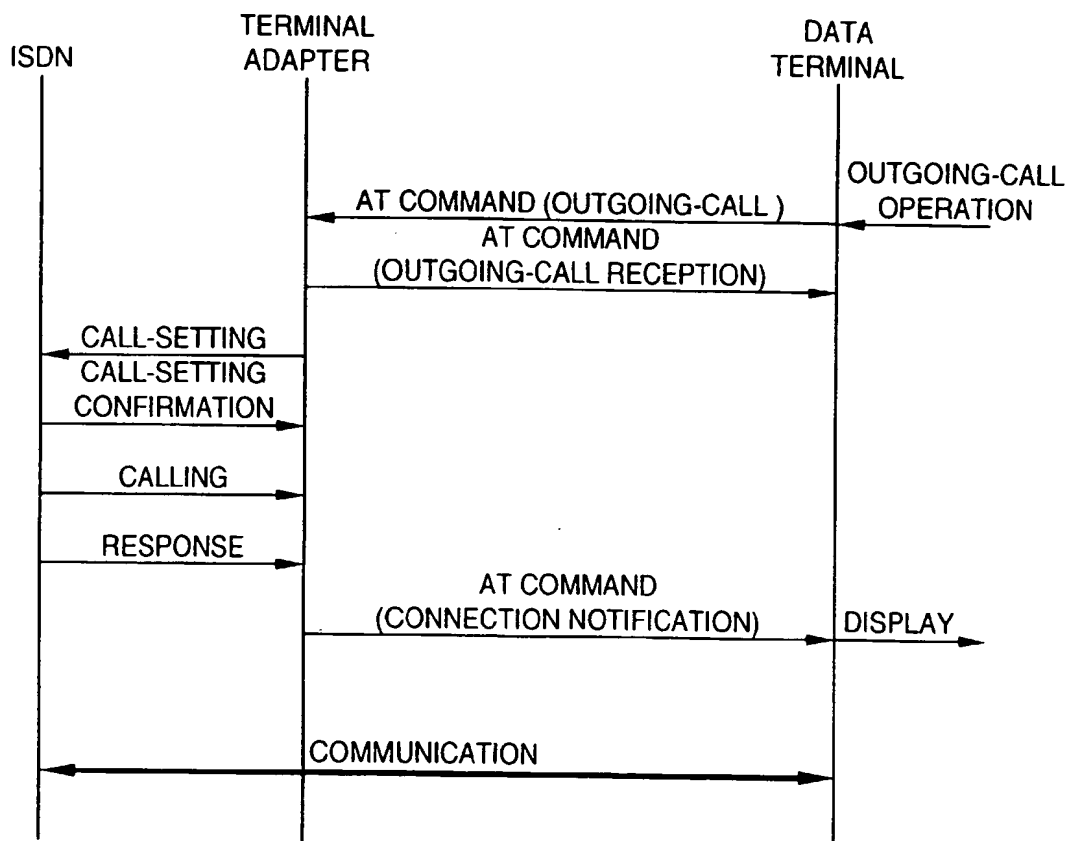 ISDN
TERMINAL
ADAPTER
DATA
TERMINAL
OUTGOING-CALL
OPERATION
AT COMMAND (OUTGOING-CALL )
AT COMMAND
(OUTGOING-CALL RECEPTION)
CALL-SETTING
CALL-SETTING
CONFIRMATION
CALLING
RESPONSE
AT COMMAND
(CONNECTION NOTIFICATION)
DISPLAY
COMMUNICATION